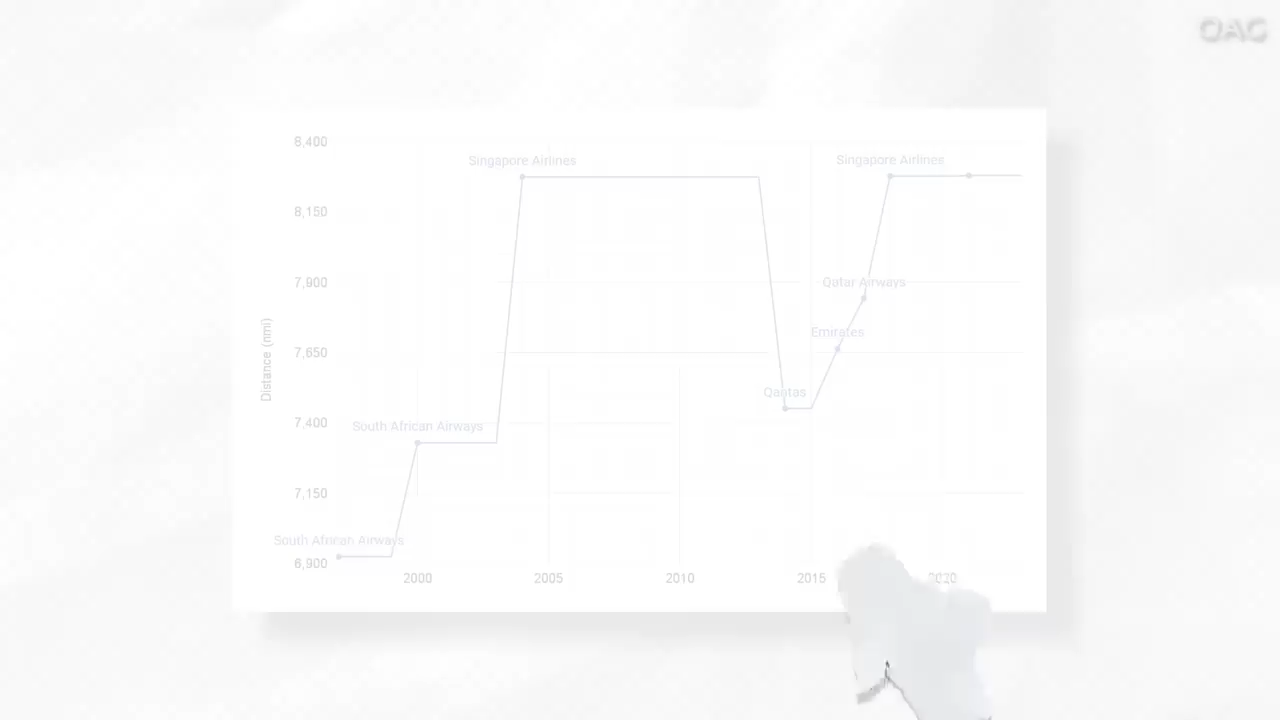 OAG
8,400
Singapore Airlines
Singapore Airlines
8,150
7,900
Qatar Airways
Emirates
7,650
Distance (nmi)
Qantas
7,400
South African Airways
7,150
South African Airways
6,900
2000
2005
2010
2015
2020